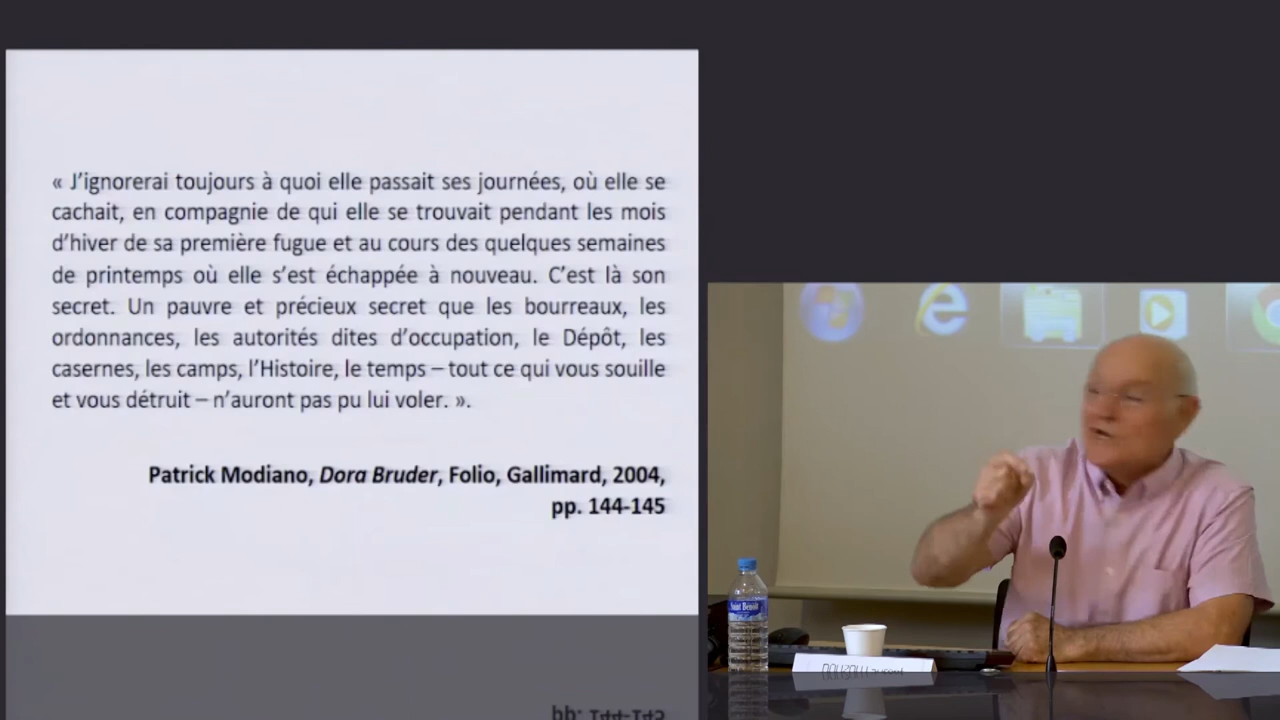 « J’ignorerai toujours à quoi elle passait ses journées, où elle se
cachait, en compagnie de qui elle se trouvait pendant les mois
d’hiver de sa première fugue et au cours des quelques semaines
de printemps où elle s’est échappée à nouveau. C’est là son
secret. Un pauvre et précieux secret que les bourreaux, les
ordonnances, les autorités dites d’occupation, le Dépôt, les
casernes, les camps, l’Histoire, le temps – tout ce qui vous souille
et vous détruit – n’auront pas pu lui voler. ».
Patrick Modiano, Dora Bruder, Folio, Gallimard, 2004,
pp. 144-145
Saint Benoît